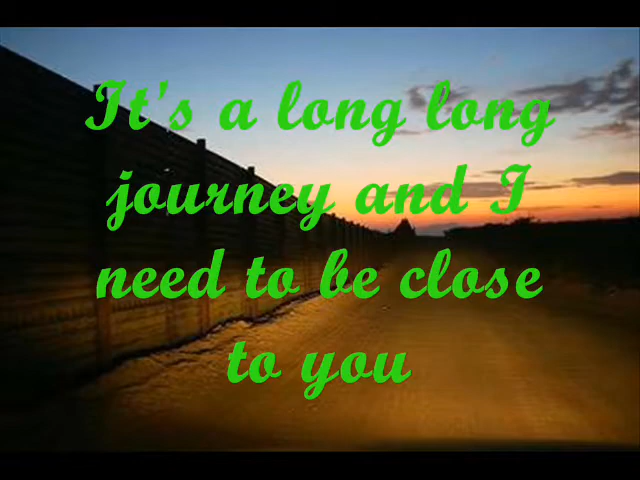 It's a long long
journey and I
need to be close
to you